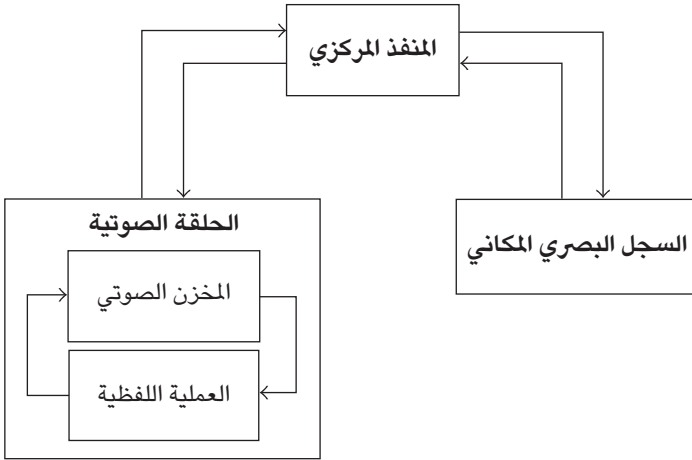 المنفذ المركزي
الحلقة الصوتية
السجل البصري المكاني
المخزن الصوتي
العملية اللفظية